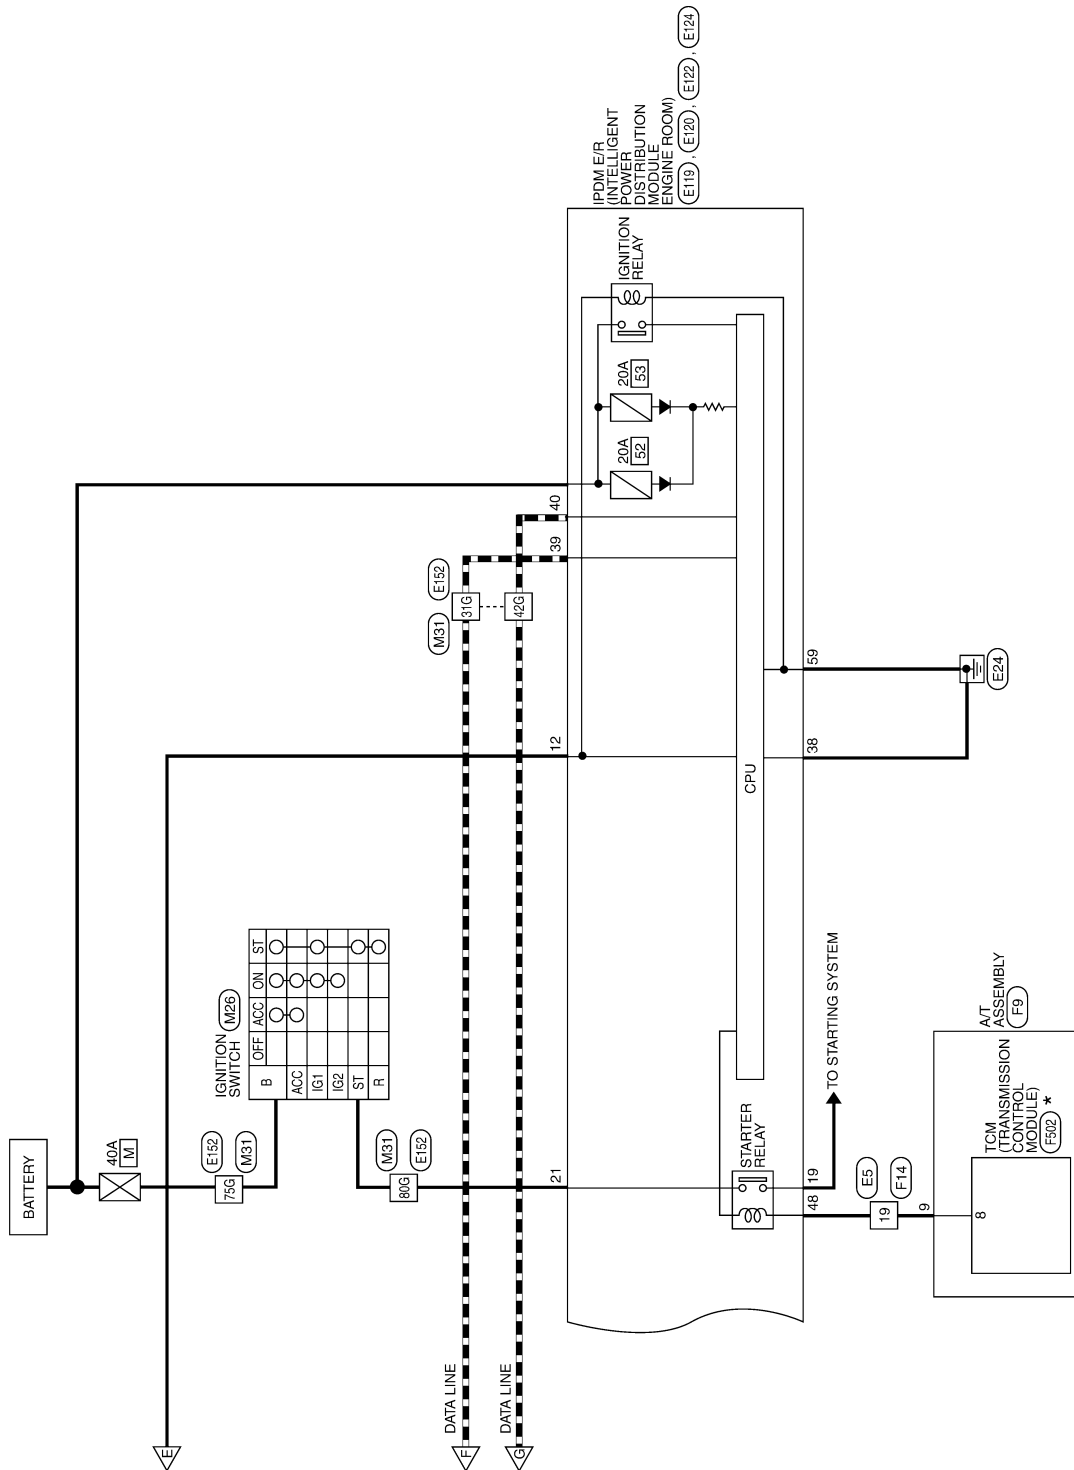 BATTERY
40A
M
75G
E152
M31
IGNITION
SWITCH
M26
OFF ACC ON ST
B
ACC
IG1
IG2
ST
R
80G
M31
E152
E
DATA LINE
F
DATA LINE
G
M31
E152
31G
42G
IPDM E/R
(INTELLIGENT
POWER
DISTRIBUTION
MODULE
ENGINE ROOM)
E119 , E120 , E122 , E124
21
12
39
40
20A
52
20A
53
IGNITION
RELAY
CPU
STARTER
RELAY
48
19
38
59
TO STARTING SYSTEM
E24
19
E5
F14
9
A/T
ASSEMBLY
F9
8
TCM
(TRANSMISSION
CONTROL
MODULE)
F502 *